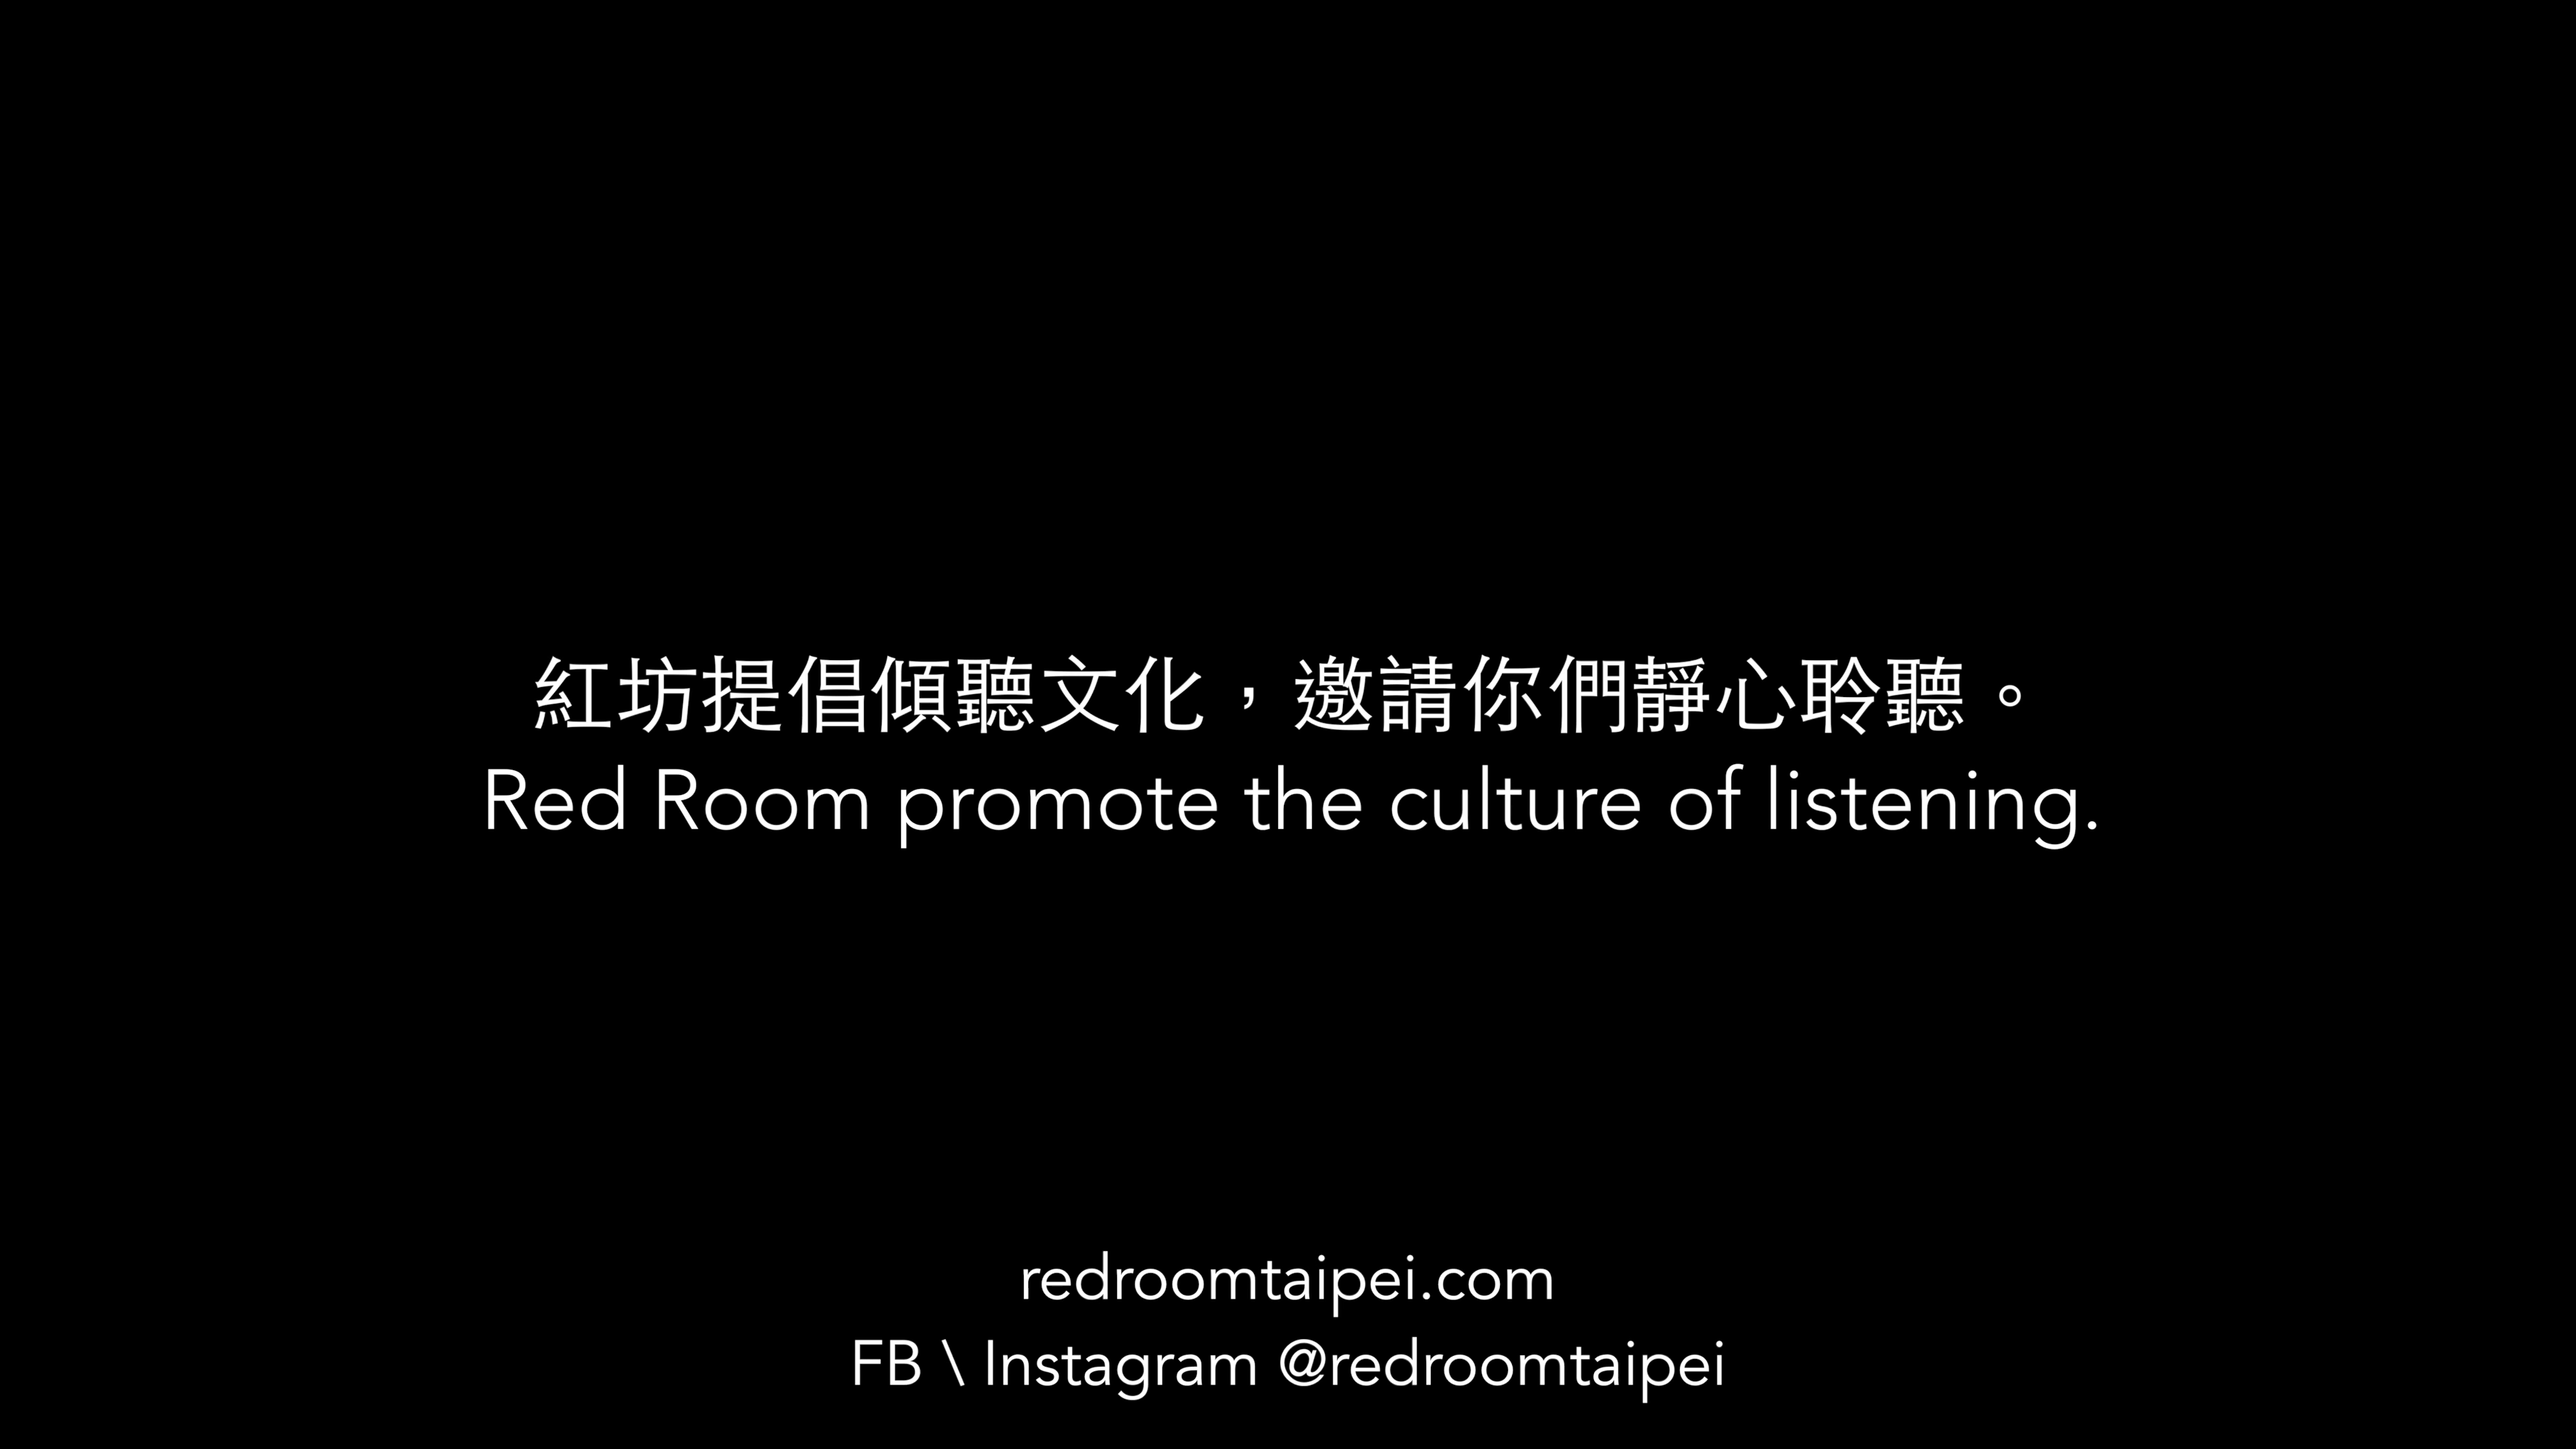 紅坊提倡傾聽文化，邀請你們靜心聆聽。
Red Room promote the culture of listening.
redroomtaipei.com
FB \ Instagram @redroomtaipei